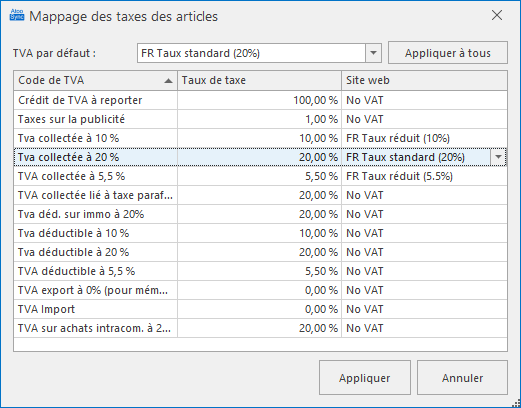 Atoo Sync Mappage des taxes des articles
TVA par défaut : FR Taux standard (20%) Appliquer à tous
Code de TVA Taux de taxe Site web
Crédit de TVA à reporter 100,00 % No VAT
Taxes sur la publicité 1,00 % No VAT
Tva collectée à 10 % 10,00 % FR Taux réduit (10%)
Tva collectée à 20 % 20,00 % FR Taux standard (20%)
TVA collectée à 5,5 % 5,50 % FR Taux réduit (5.5%)
TVA collectée lié à taxe paraf... 20,00 % No VAT
Tva déd. sur immo à 20% 20,00 % No VAT
Tva déductible à 10 % 10,00 % No VAT
Tva déductible à 20 % 20,00 % No VAT
TVA déductible à 5,5 % 5,50 % No VAT
TVA export à 0% (pour mém... 0,00 % No VAT
TVA Import 0,00 % No VAT
TVA sur achats intracom. à 2... 20,00 % No VAT
Appliquer Annuler